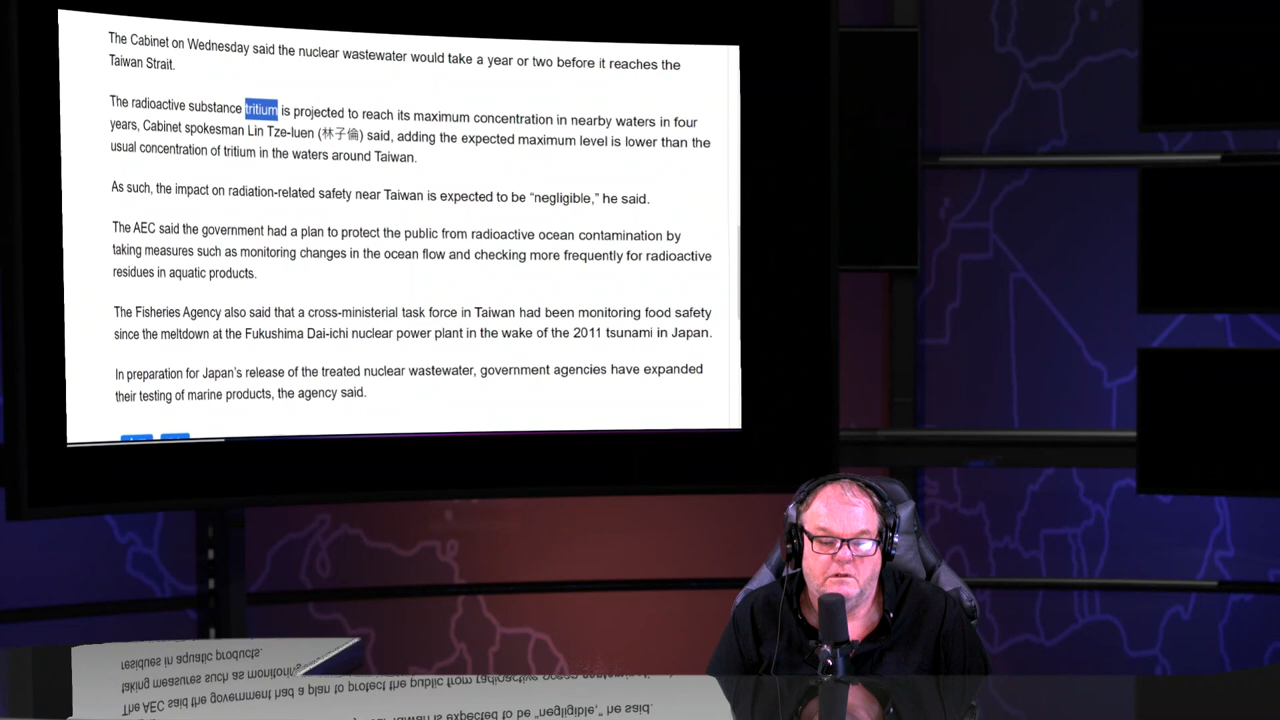 The Cabinet on Wednesday said the nuclear wastewater would take a year or two before it reaches the
Taiwan Strait.
The radioactive substance tritium is projected to reach its maximum concentration in nearby waters in four
years, Cabinet spokesman Lin Tze-luen (林子倫) said, adding the expected maximum level is lower than the
usual concentration of tritium in the waters around Taiwan.
As such, the impact on radiation-related safety near Taiwan is expected to be “negligible,” he said.
The AEC said the government had a plan to protect the public from radioactive ocean contamination by
taking measures such as monitoring changes in the ocean flow and checking more frequently for radioactive
residues in aquatic products.
The Fisheries Agency also said that a cross-ministerial task force in Taiwan had been monitoring food safety
since the meltdown at the Fukushima Dai-ichi nuclear power plant in the wake of the 2011 tsunami in Japan.
In preparation for Japan’s release of the treated nuclear wastewater, government agencies have expanded
their testing of marine products, the agency said.